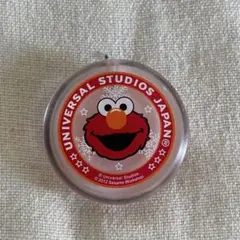 UNIVERSAL STUDIOS JAPAN®
© Universal Studios.
© 2012 Sesame Workshop